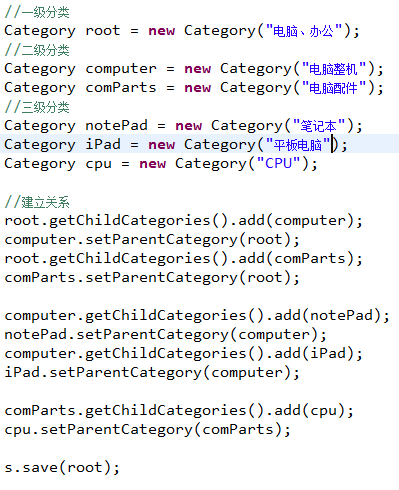 //一级分类
Category root = new Category("电脑、办公");
//二级分类
Category computer = new Category("电脑整机");
Category comParts = new Category("电脑配件");
//三级分类
Category notePad = new Category("笔记本");
Category iPad = new Category("平板电脑");
Category cpu = new Category("CPU");
//建立关系
root.getChildCategories().add(computer);
computer.setParentCategory(root);
root.getChildCategories().add(comParts);
comParts.setParentCategory(root);
computer.getChildCategories().add(notePad);
notePad.setParentCategory(computer);
computer.getChildCategories().add(iPad);
iPad.setParentCategory(computer);
comParts.getChildCategories().add(cpu);
cpu.setParentCategory(comParts);
s.save(root);